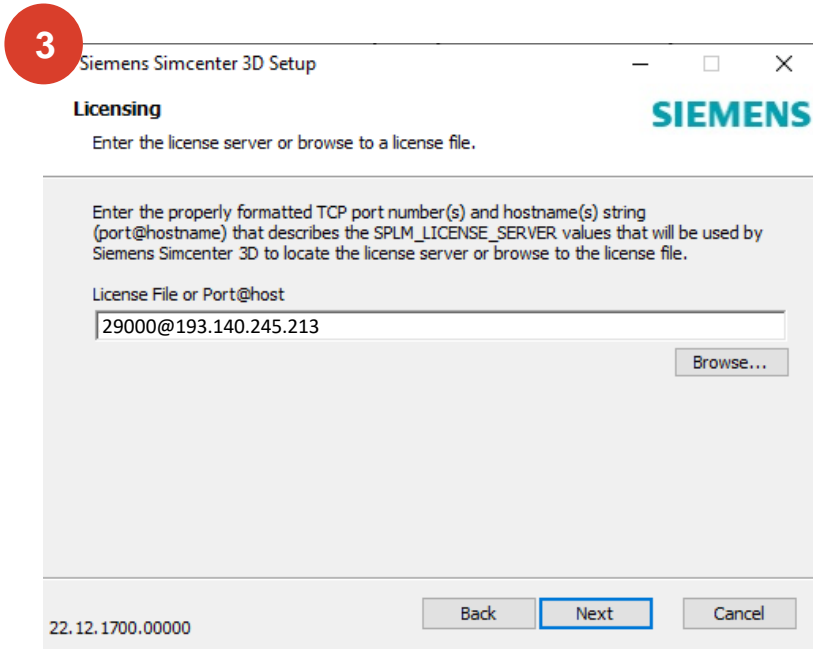 3
Siemens Simcenter 3D Setup
Licensing
SIEMENS
Enter the license server or browse to a license file.
Enter the properly formatted TCP port number(s) and hostname(s) string
(port@hostname) that describes the SPLM_LICENSE_SERVER values that will be used by
Siemens Simcenter 3D to locate the license server or browse to the license file.
License File or Port@host
29000@193.140.245.213
Browse...
Back
Next
Cancel
22.12.1700.00000